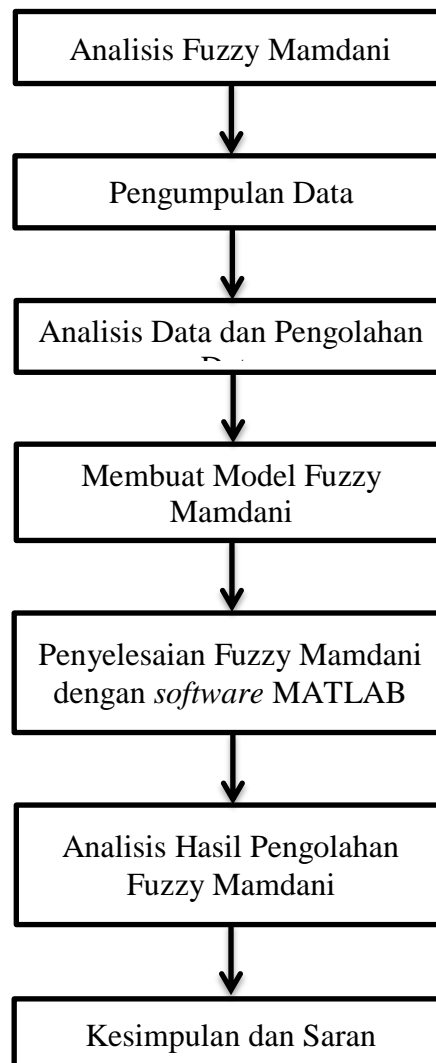 Analisis Fuzzy Mamdani
Pengumpulan Data
Analisis Data dan Pengolahan
Membuat Model Fuzzy
Mamdani
Penyelesaian Fuzzy Mamdani
dengan software MATLAB
Analisis Hasil Pengolahan
Fuzzy Mamdani
Kesimpulan dan Saran